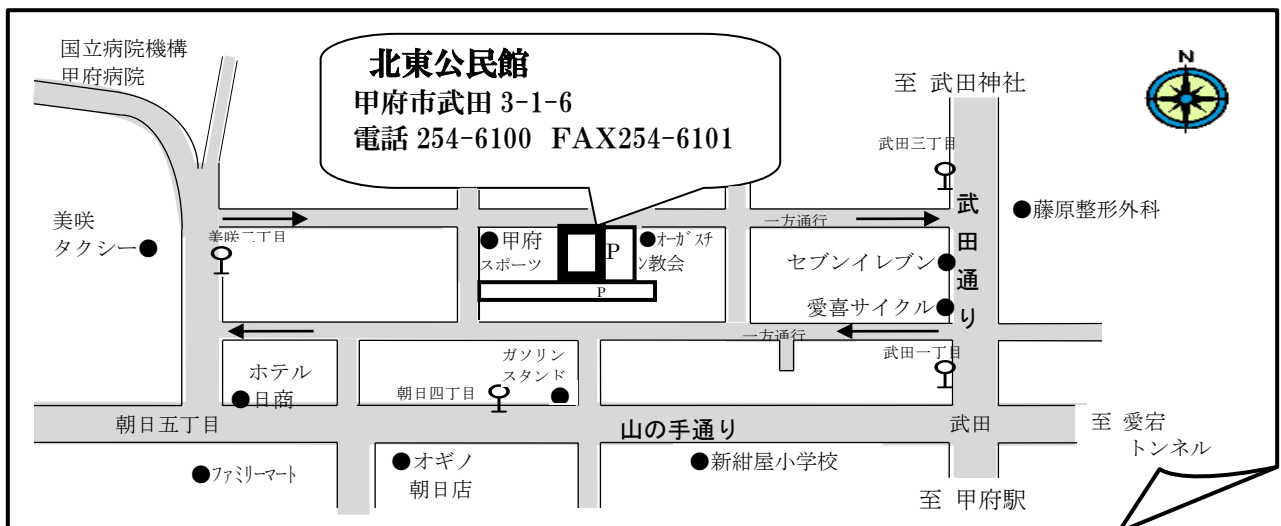 国立病院機構
甲府病院
北東公民館
甲府市武田 3-1-6
電話 254-6100 FAX254-6101
N
至 武田神社
武田三丁目
美咲
タクシー●
美咲二丁目
●甲府
スポーツ
P
●オーガスチ
ン教会
一方通行
武田通り
●藤原整形外科
セブンイレブン●
愛喜サイクル●
P
一方通行
武田一丁目
ホテル
●日商
朝日四丁目
ガソリン
スタンド
朝日五丁目
山の手通り
武田
至 愛宕
トンネル
●ファミリーマート
●オギノ
朝日店
●新紺屋小学校
至 甲府駅